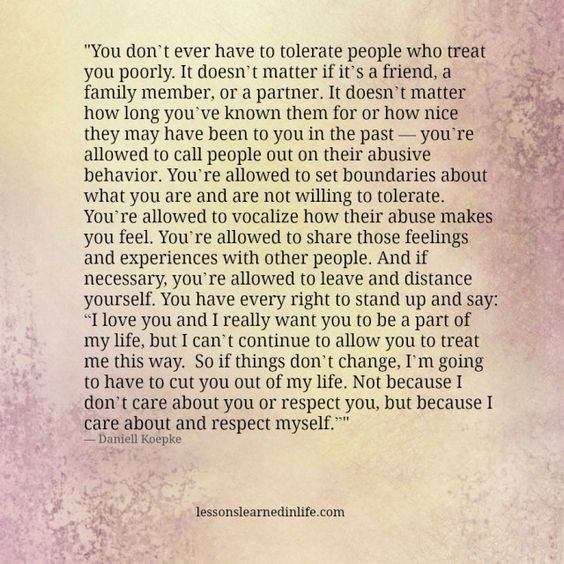 "You don't ever have to tolerate people who treat
you poorly. It doesn't matter if it's a friend, a
family member, or a partner. It doesn't matter
how long you've known them for or how nice
they may have been to you in the past — you're
allowed to call people out on their abusive
behavior. You're allowed to set boundaries about
what you are and are not willing to tolerate.
You're allowed to vocalize how their abuse makes
you feel. You're allowed to share those feelings
and experiences with other people. And if
necessary, you're allowed to leave and distance
yourself. You have every right to stand up and say:
“I love you and I really want you to be a part of
my life, but I can't continue to allow you to treat
me this way.  So if things don't change, I'm going
to have to cut you out of my life. Not because I
don't care about you or respect you, but because I
care about and respect myself.”"
— Daniell Koepke
lessonslearnedinlife.com